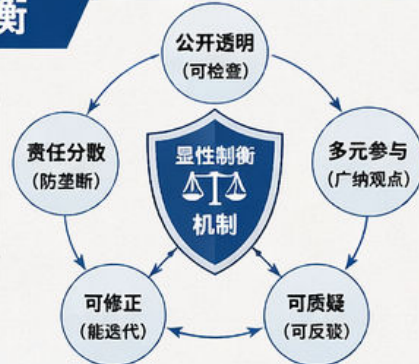 衡
公开透明
(可检查)
责任分散
(防垄断)
显性制衡
机制
多元参与
(广纳观点)
可修正
(能迭代)
可质疑
(可反驳)